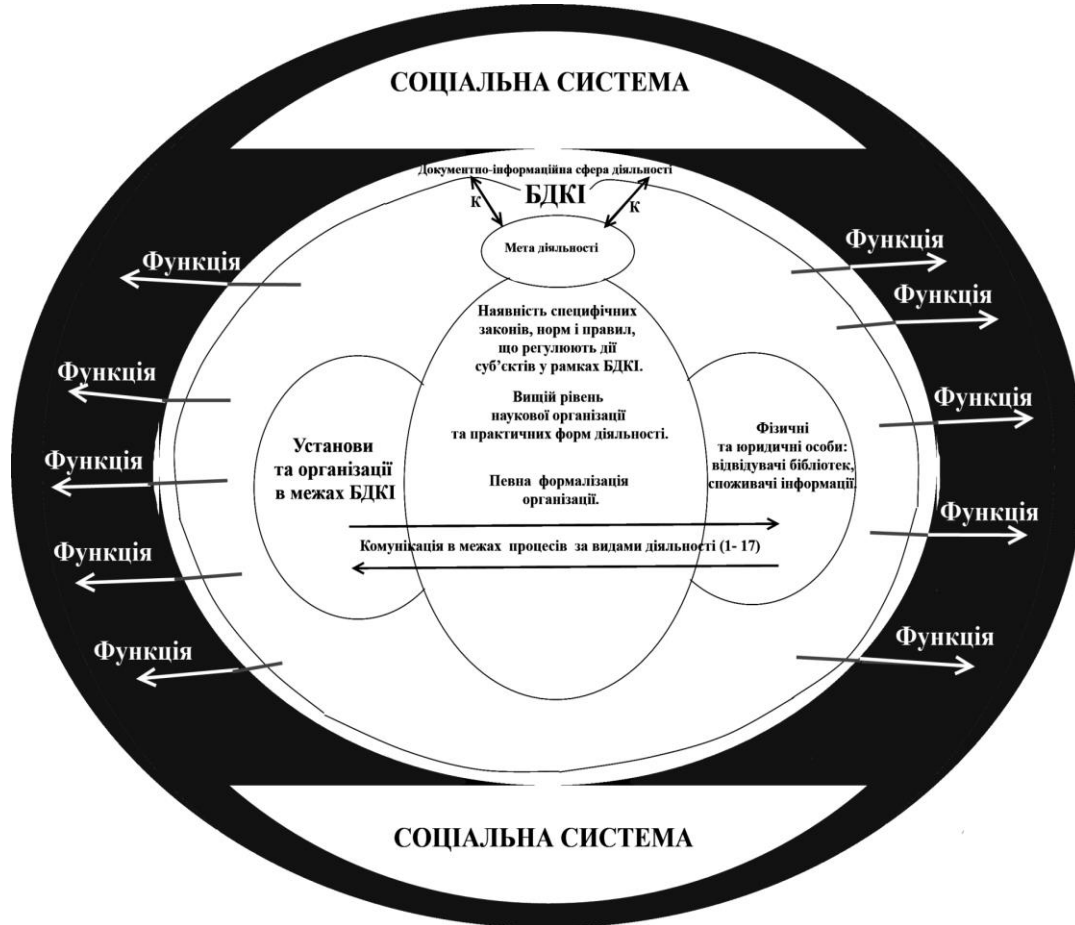 СОЦІАЛЬНА СИСТЕМА
Документно-інформаційна сфера діяльності
БДКІ
К
К
Мета діяльності
Функція
Функція
Функція
Функція
Функція
Функція
Функція
Функція
Функція
Функція
Наявність специфічних
законів, норм і правил,
що регулюють дії
суб’єктів у рамках БДКІ.
Вищій рівень
наукової організації
та практичних форм діяльності.
Певна формалізація
організації.
Установи
та організації
в межах БДКІ
Фізичні
та юридичні особи:
відвідувачі бібліотек,
споживачі інформації.
Комунікація в межах процесів за видами діяльності (1- 17)
СОЦІАЛЬНА СИСТЕМА